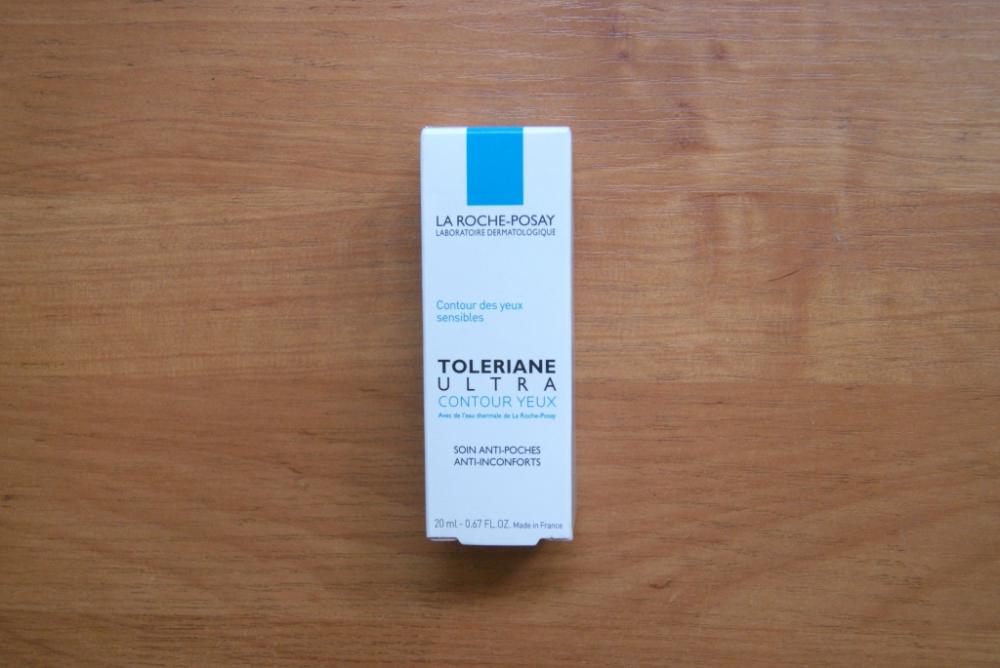 LA ROCHE-POSAY
LABORATOIRE DERMATOLOGIQUE
Contour des yeux
sensibles
TOLERIANE
ULTRA
CONTOUR YEUX
Avec de l'eau thermale de La Roche-Posay
SOIN ANTI-POCHES
ANTI-INCONFORTS
20 ml - 0.67 FL.OZ. Made in France